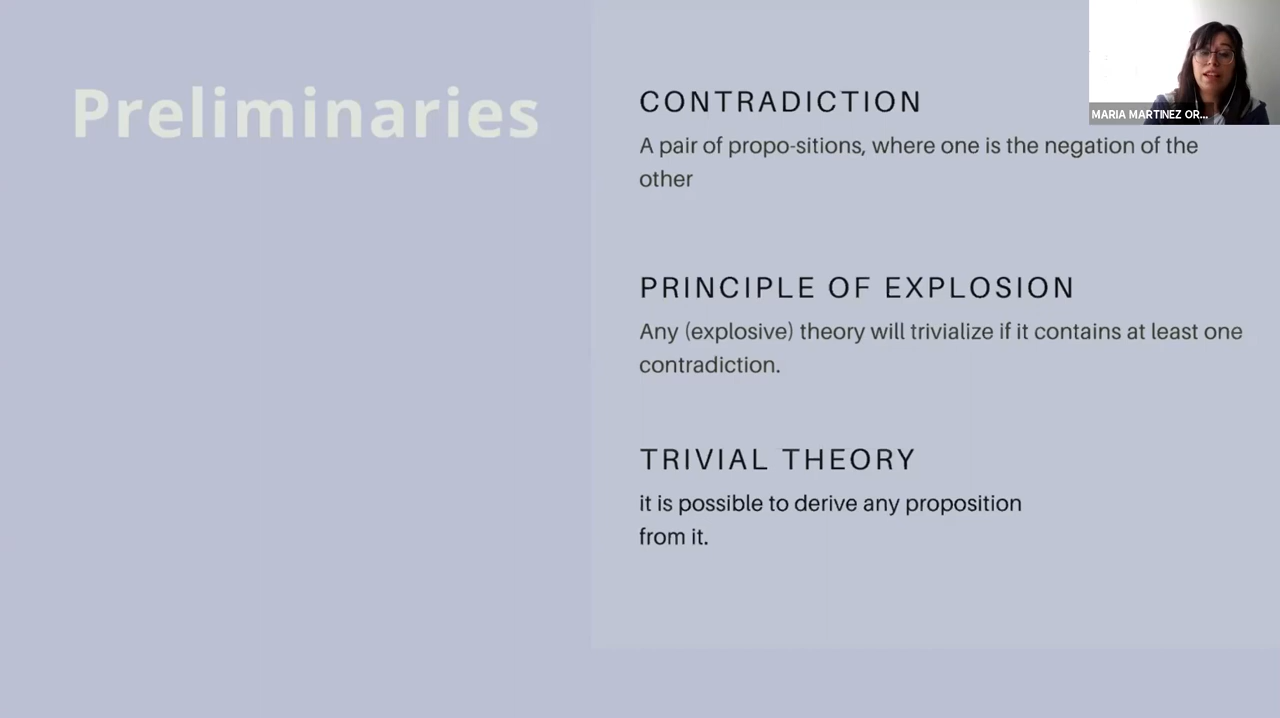 Preliminaries
CONTRADICTION
A pair of propo-sitions, where one is the negation of the
other
PRINCIPLE OF EXPLOSION
Any (explosive) theory will trivialize if it contains at least one
contradiction.
TRIVIAL THEORY
it is possible to derive any proposition
from it.
MARIA MARTINEZ OR...